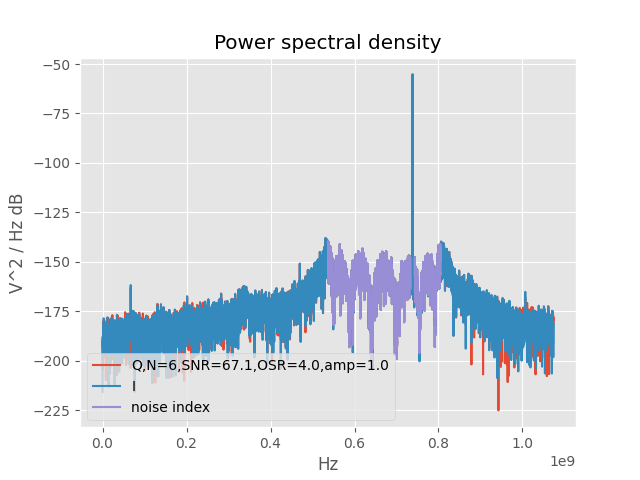 Power spectral density
V^2 / Hz dB
−50
−75
−100
−125
−150
−175
−200
−225
Q,N=6,SNR=67.1,OSR=4.0,amp=1.0
I
noise index
0.0 0.2 0.4 0.6 0.8 1.0
1e9
Hz